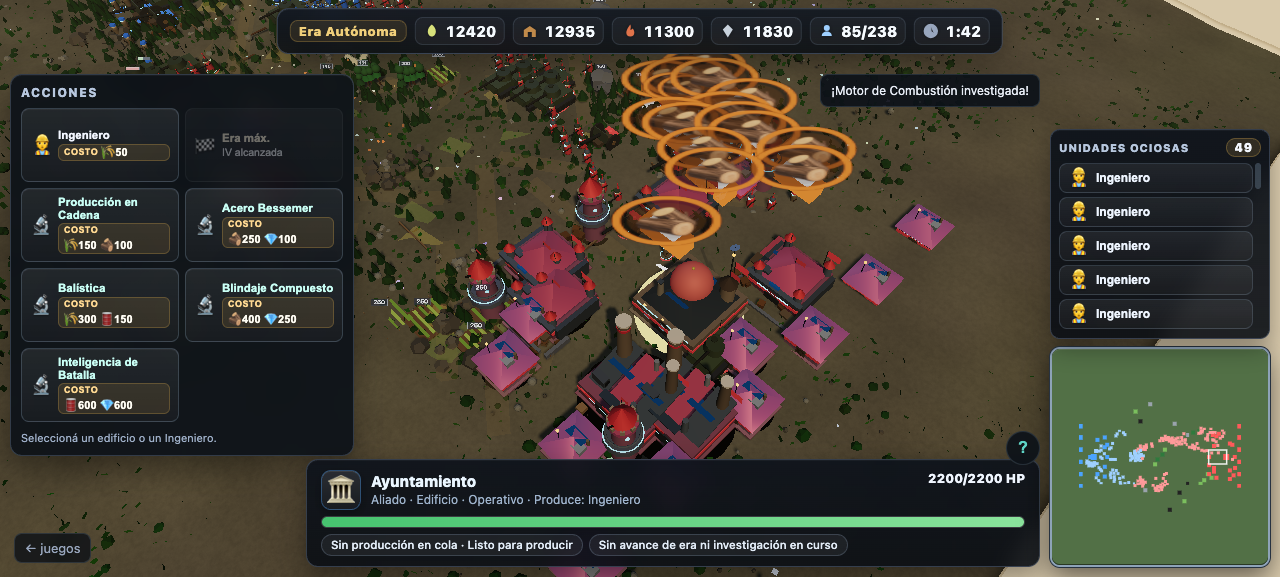 Era Autónoma
12420
12935
11300
11830
85/238
1:42
ACCIONES
Ingeniero
COSTO 50
Era máx.
IV alcanzada
Producción en
Cadena
COSTO
150 100
Acero Bessemer
COSTO
250 100
Balística
COSTO
300 150
Blindaje Compuesto
COSTO
400 250
Inteligencia de
Batalla
COSTO
600 600
Seleccioná un edificio o un Ingeniero.
¡Motor de Combustión investigada!
UNIDADES OCIOSAS 49
Ingeniero
Ingeniero
Ingeniero
Ingeniero
Ingeniero
250
250
?
Ayuntamiento
2200/2200 HP
Aliado · Edificio · Operativo · Produce: Ingeniero
Sin producción en cola · Listo para producir
Sin avance de era ni investigación en curso
← juegos